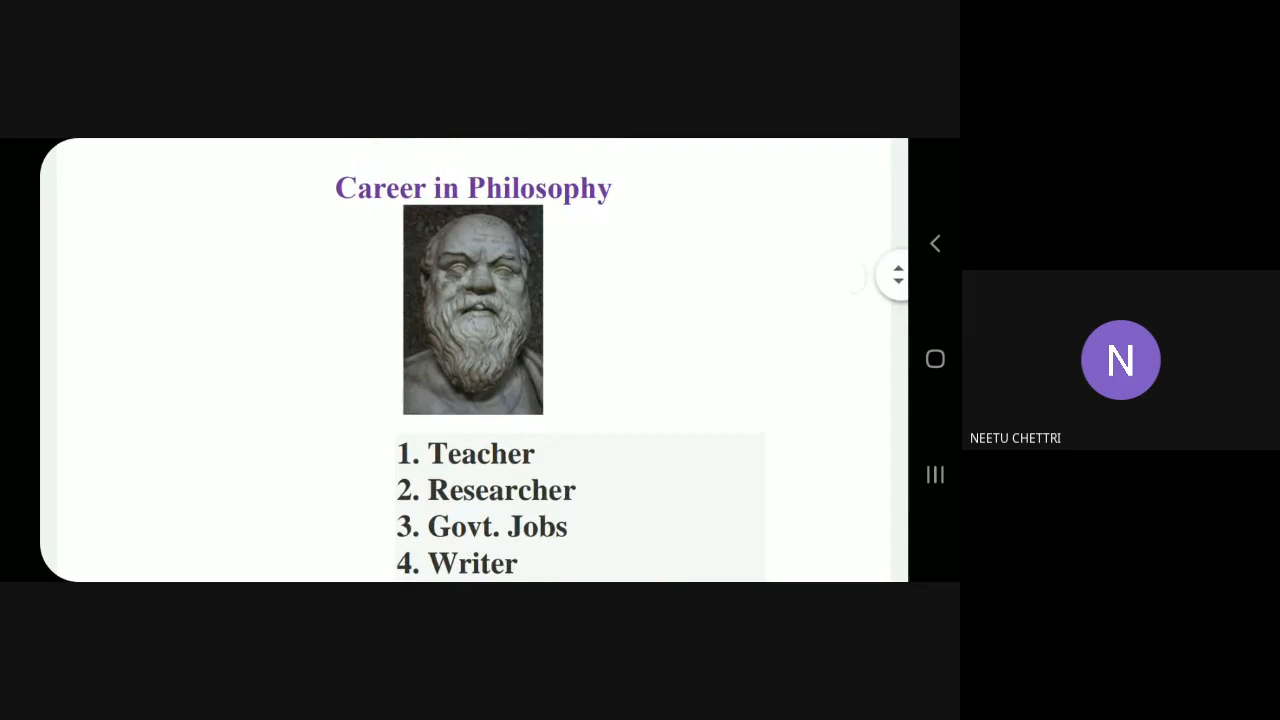 Career in Philosophy
1. Teacher
2. Researcher
3. Govt. Jobs
4. Writer
N
NEETU CHETTRI